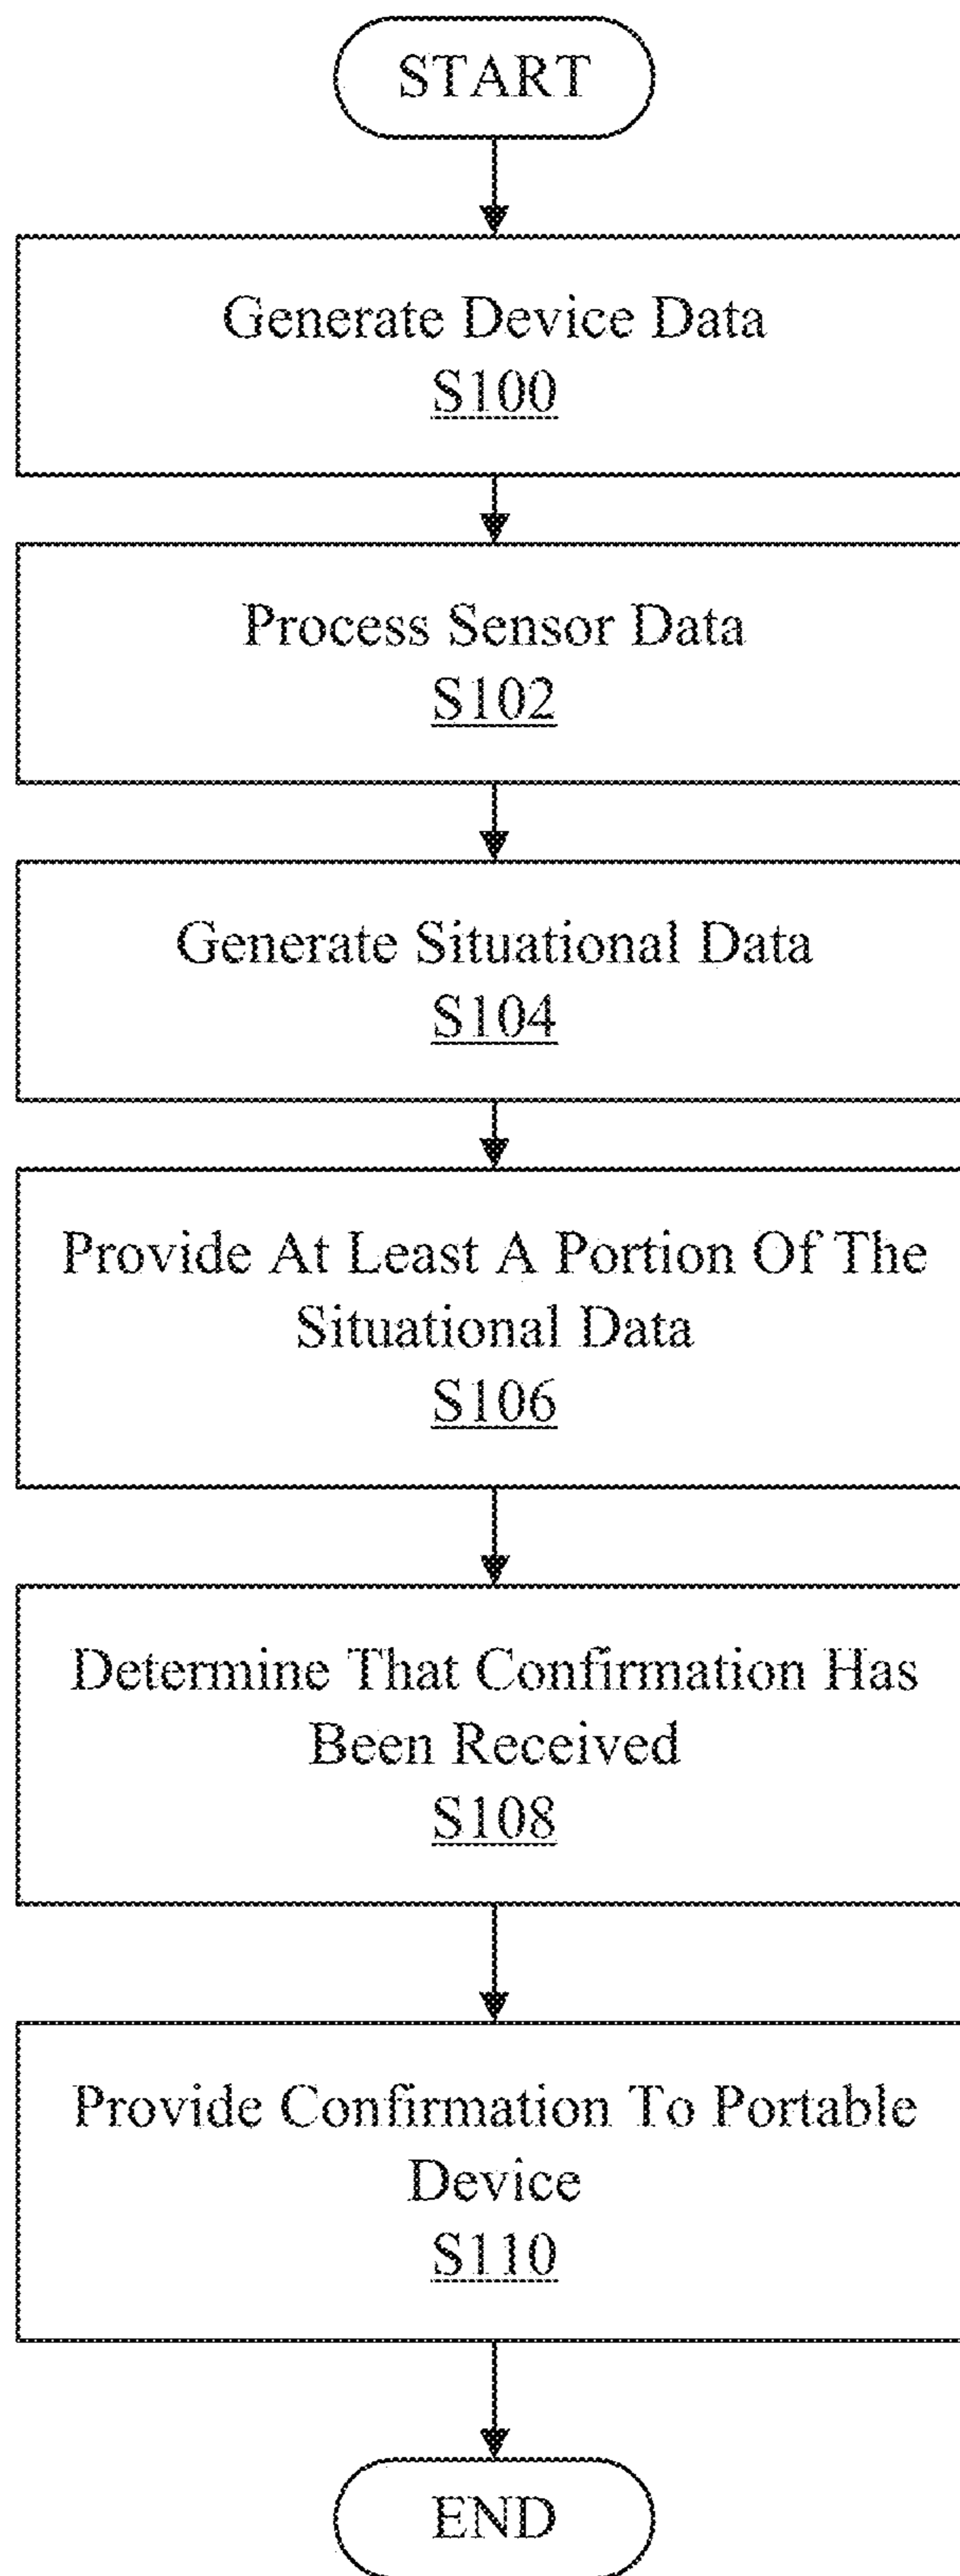 START
Generate Device Data
S100
Process Sensor Data
S102
Generate Situational Data
S104
Provide At Least A Portion Of The
Situational Data
S106
Determine That Confirmation Has
Been Received
S108
Provide Confirmation To Portable
Device
S110
END